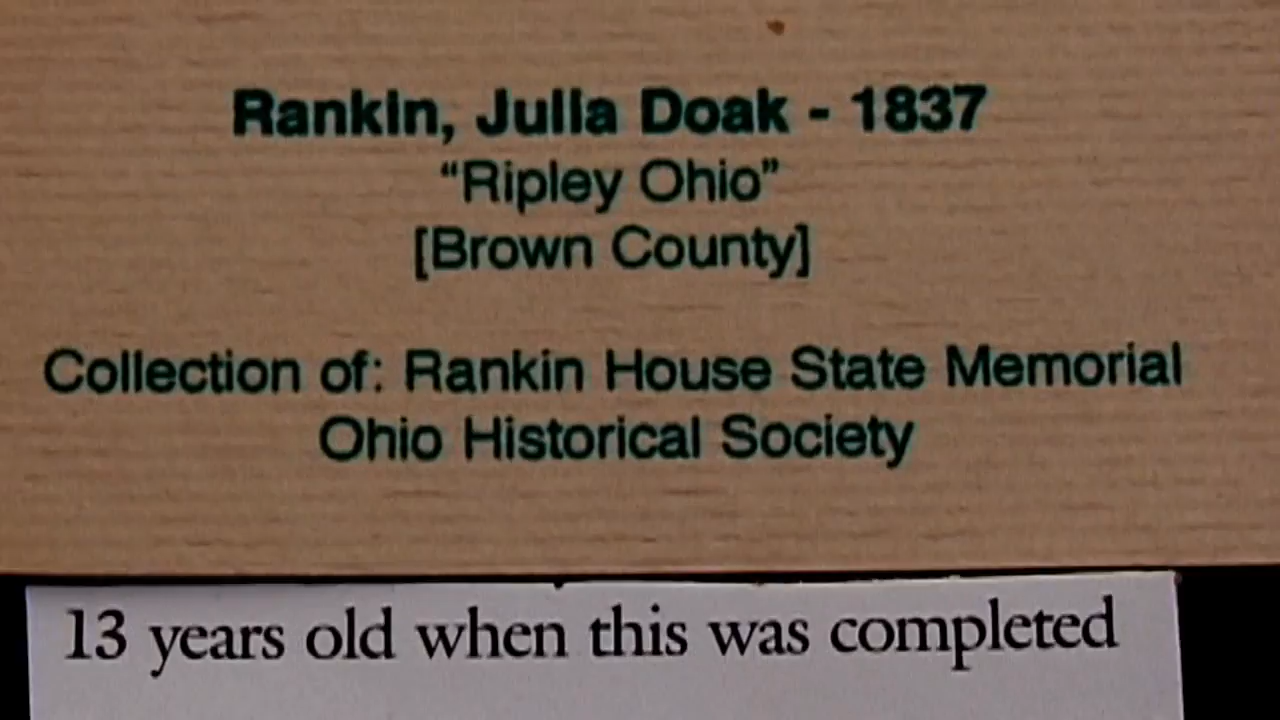 Rankin, Julia Doak - 1837
“Ripley Ohio”
[Brown County]
Collection of: Rankin House State Memorial
Ohio Historical Society
13 years old when this was completed